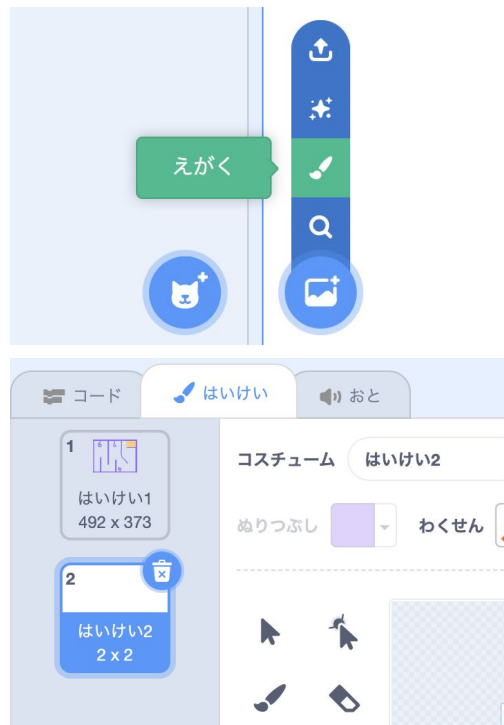 えがく
コード
はいけい
おと
1
はいけい1
492 x 373
コスチューム はいけい2
ぬりつぶし わくせん
2
はいけい2
2 x 2